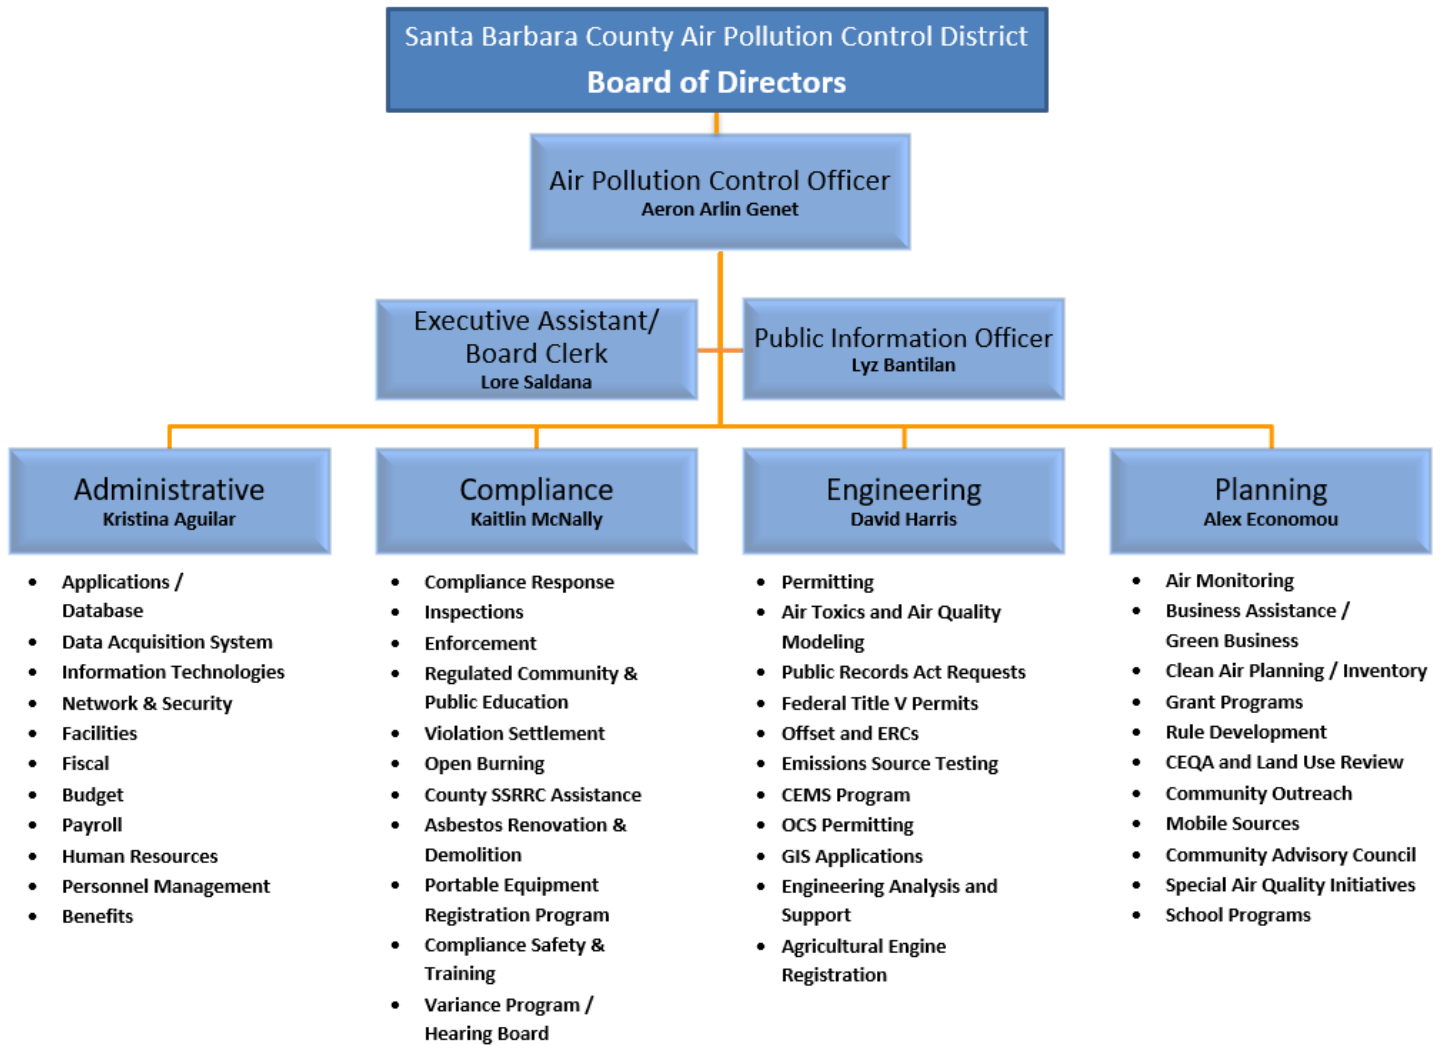 Santa Barbara County Air Pollution Control District
Board of Directors
Air Pollution Control Officer
Aeron Arlin Genet
Executive Assistant/
Board Clerk
Lore Saldana
Public Information Officer
Lyz Bantilan
Administrative
Kristina Aguilar
• Applications /
Database
• Data Acquisition System
• Information Technologies
• Network & Security
• Facilities
• Fiscal
• Budget
• Payroll
• Human Resources
• Personnel Management
• Benefits
Compliance
Kaitlin McNally
• Compliance Response
• Inspections
• Enforcement
• Regulated Community &
Public Education
• Violation Settlement
• Open Burning
• County SSRRC Assistance
• Asbestos Renovation &
Demolition
• Portable Equipment
Registration Program
• Compliance Safety &
Training
• Variance Program /
Hearing Board
Engineering
David Harris
• Permitting
• Air Toxics and Air Quality
Modeling
• Public Records Act Requests
• Federal Title V Permits
• Offset and ERCs
• Emissions Source Testing
• CEMS Program
• OCS Permitting
• GIS Applications
• Engineering Analysis and
Support
• Agricultural Engine
Registration
Planning
Alex Economou
• Air Monitoring
• Business Assistance /
Green Business
• Clean Air Planning / Inventory
• Grant Programs
• Rule Development
• CEQA and Land Use Review
• Community Outreach
• Mobile Sources
• Community Advisory Council
• Special Air Quality Initiatives
• School Programs